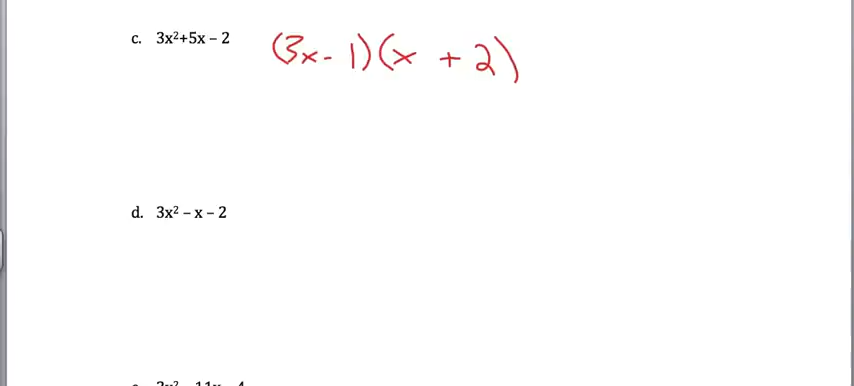 c. 3x²+5x – 2 (3x - 1)(x + 2)
d. 3x² – x – 2